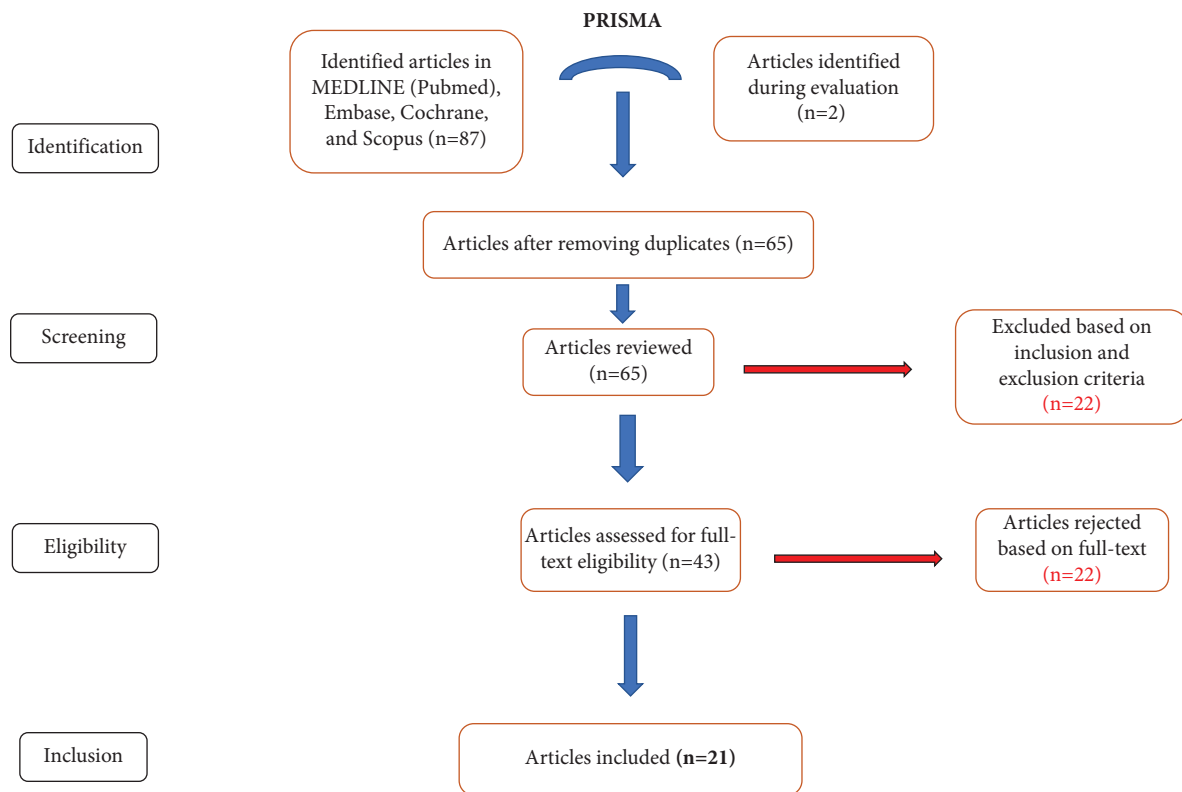 PRISMA
Identified articles in
MEDLINE (Pubmed),
Embase, Cochrane,
and Scopus (n=87)
Articles identified
during evaluation
(n=2)
Identification
Articles after removing duplicates (n=65)
Screening
Articles reviewed
(n=65)
Excluded based on
inclusion and
exclusion criteria
(n=22)
Eligibility
Articles assessed for full-
text eligibility (n=43)
Articles rejected
based on full-text
(n=22)
Inclusion
Articles included (n=21)